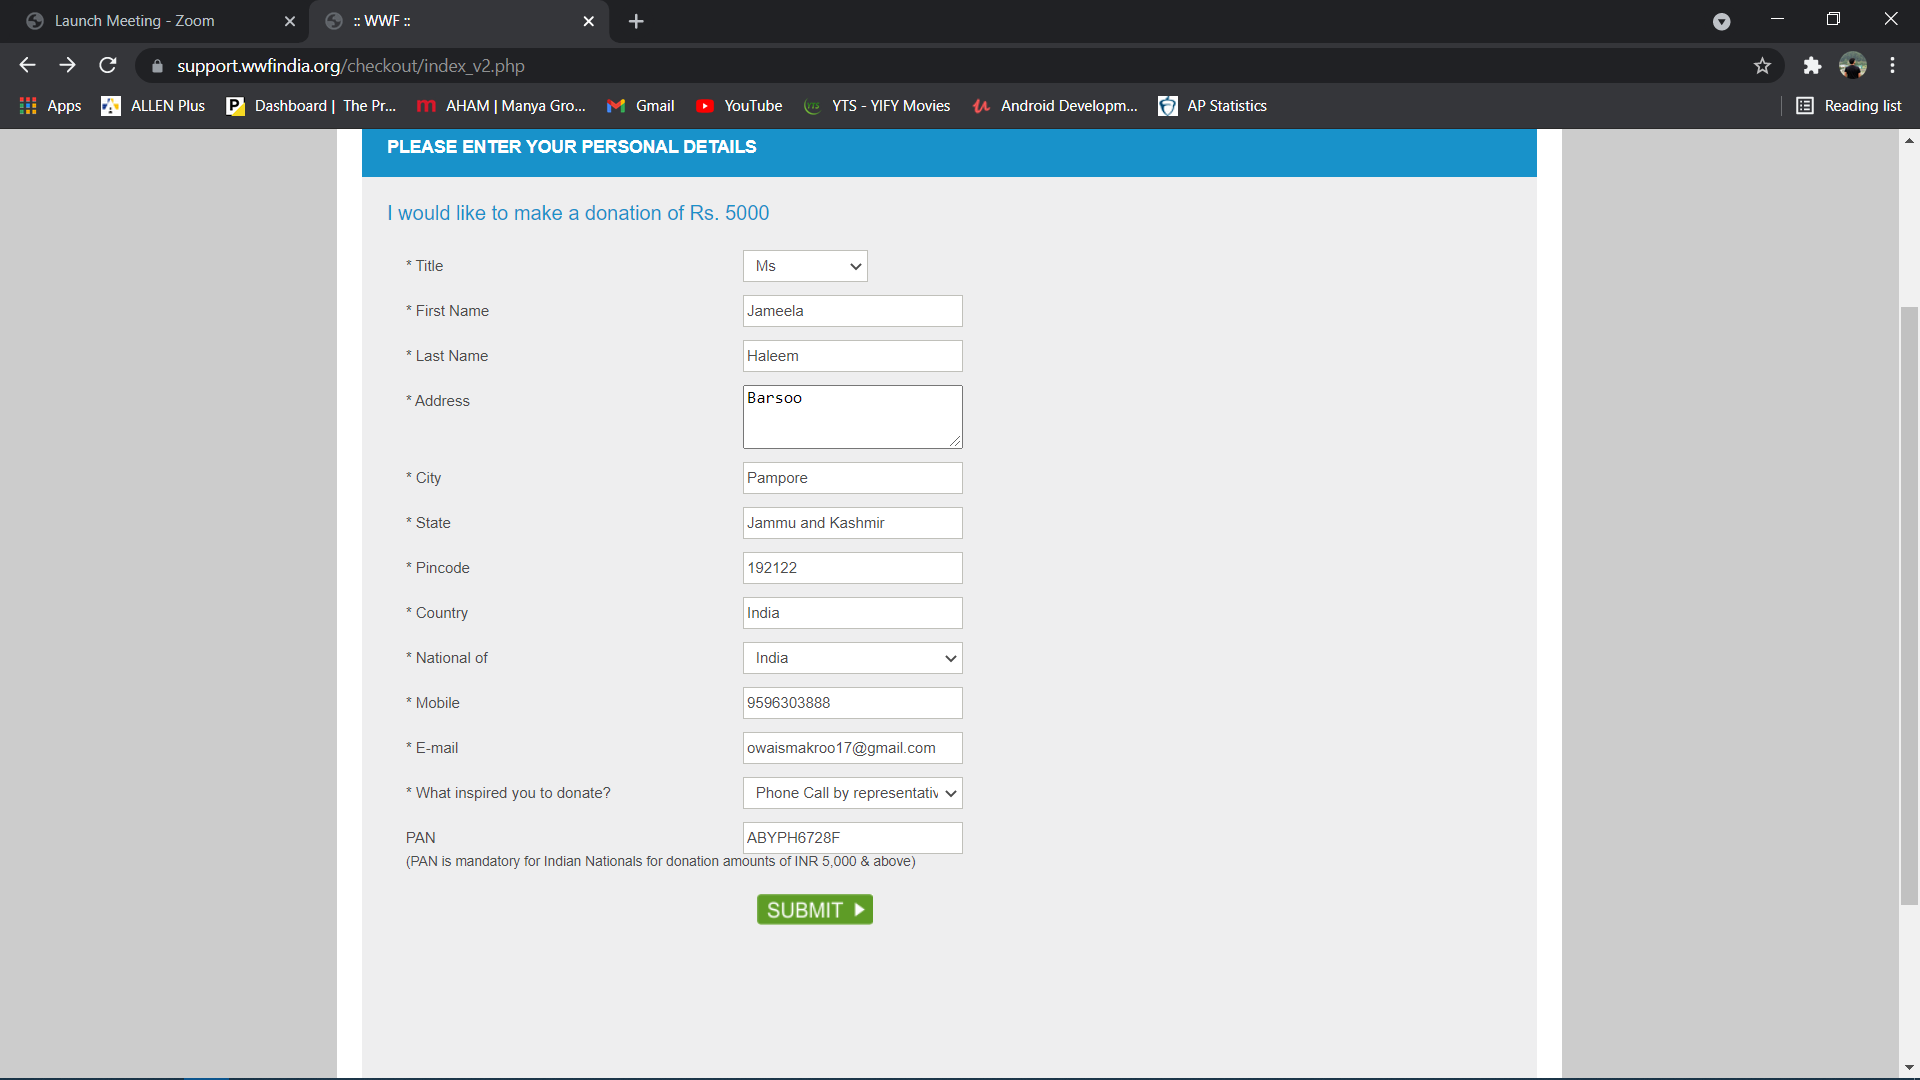 Launch Meeting - Zoom
:: WWF ::
support.wwfindia.org/checkout/index_v2.php
Apps
ALLEN Plus
Dashboard | The Pr...
AHAM | Manya Gro...
Gmail
YouTube
YTS - YIFY Movies
Android Developm...
AP Statistics
Reading list
PLEASE ENTER YOUR PERSONAL DETAILS
I would like to make a donation of Rs. 5000
* Title Ms
* First Name Jameela
* Last Name Haleem
* Address Barsoo
* City Pampore
* State Jammu and Kashmir
* Pincode 192122
* Country India
* National of India
* Mobile 9596303888
* E-mail owaismakroo17@gmail.com
* What inspired you to donate? Phone Call by representativ
PAN ABYPH6728F
(PAN is mandatory for Indian Nationals for donation amounts of INR 5,000 & above)
SUBMIT